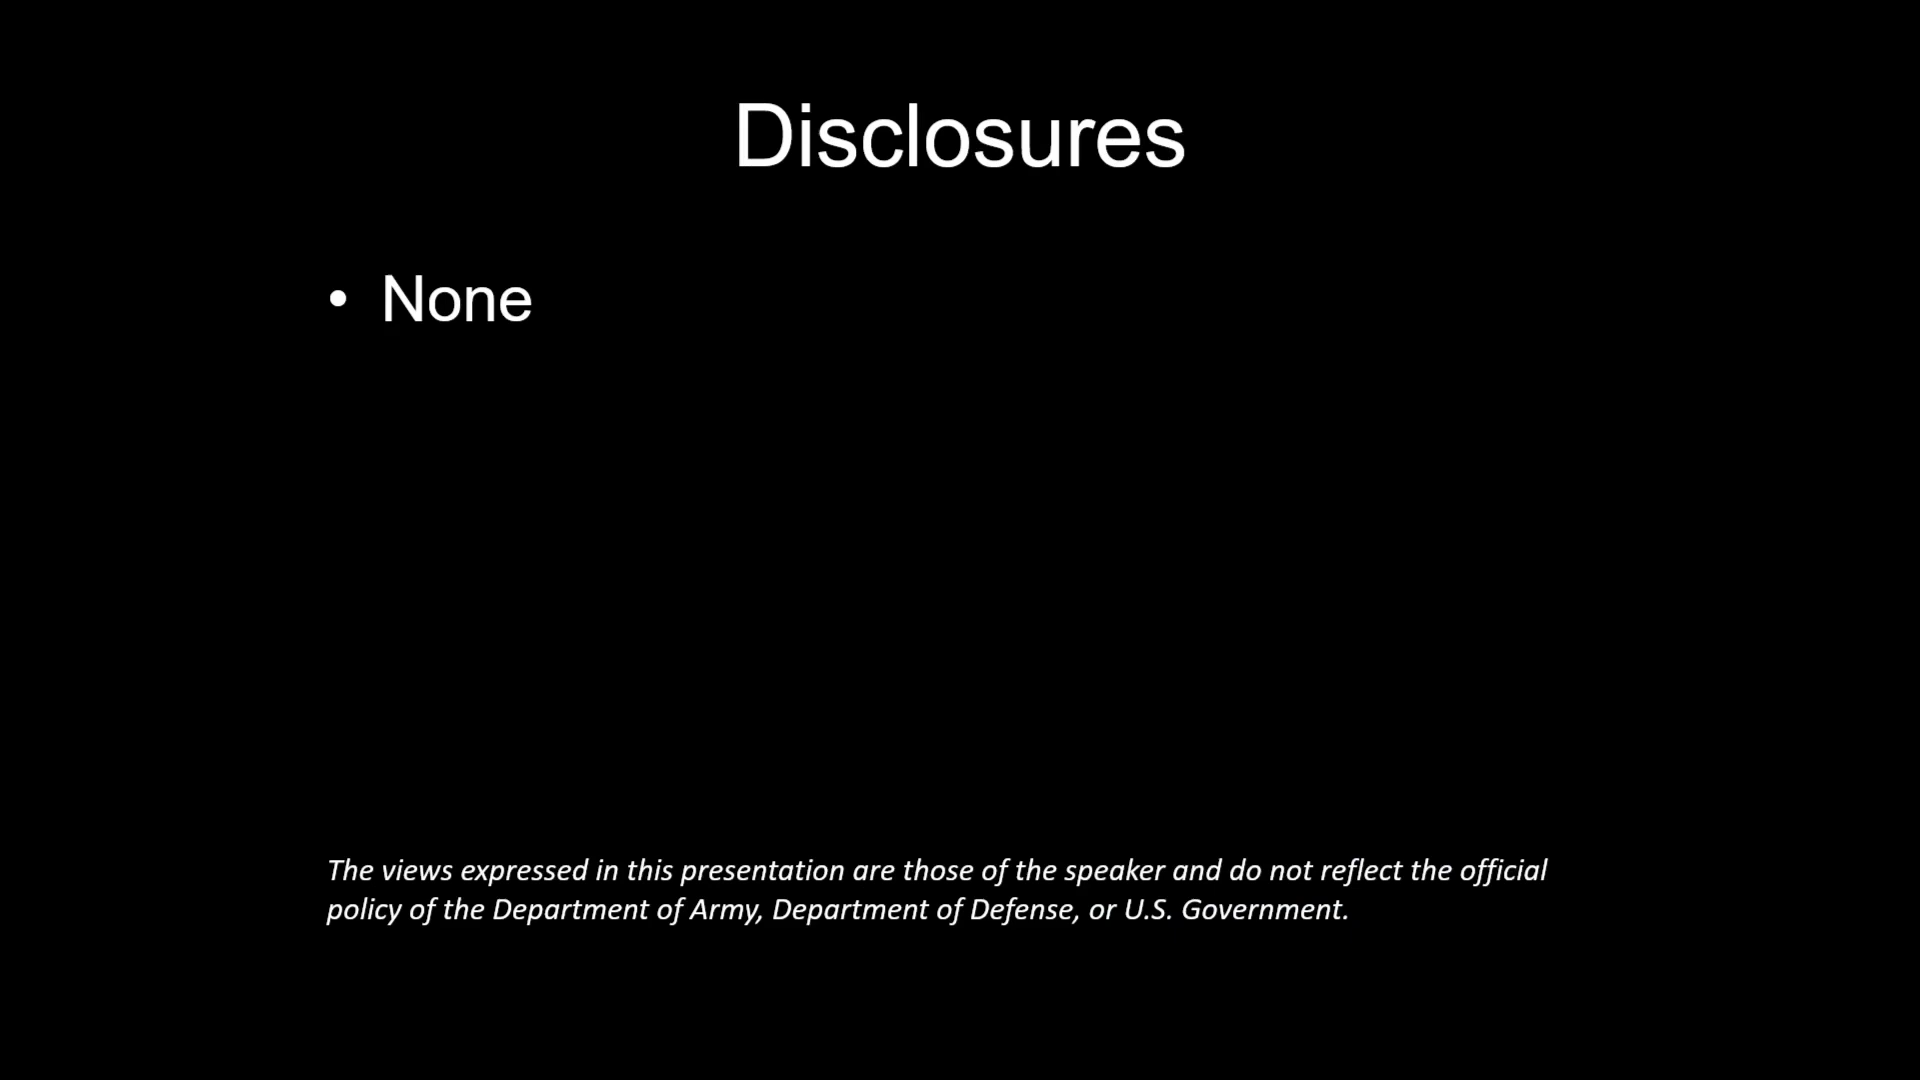 Disclosures
• None
The views expressed in this presentation are those of the speaker and do not reflect the official
policy of the Department of Army, Department of Defense, or U.S. Government.